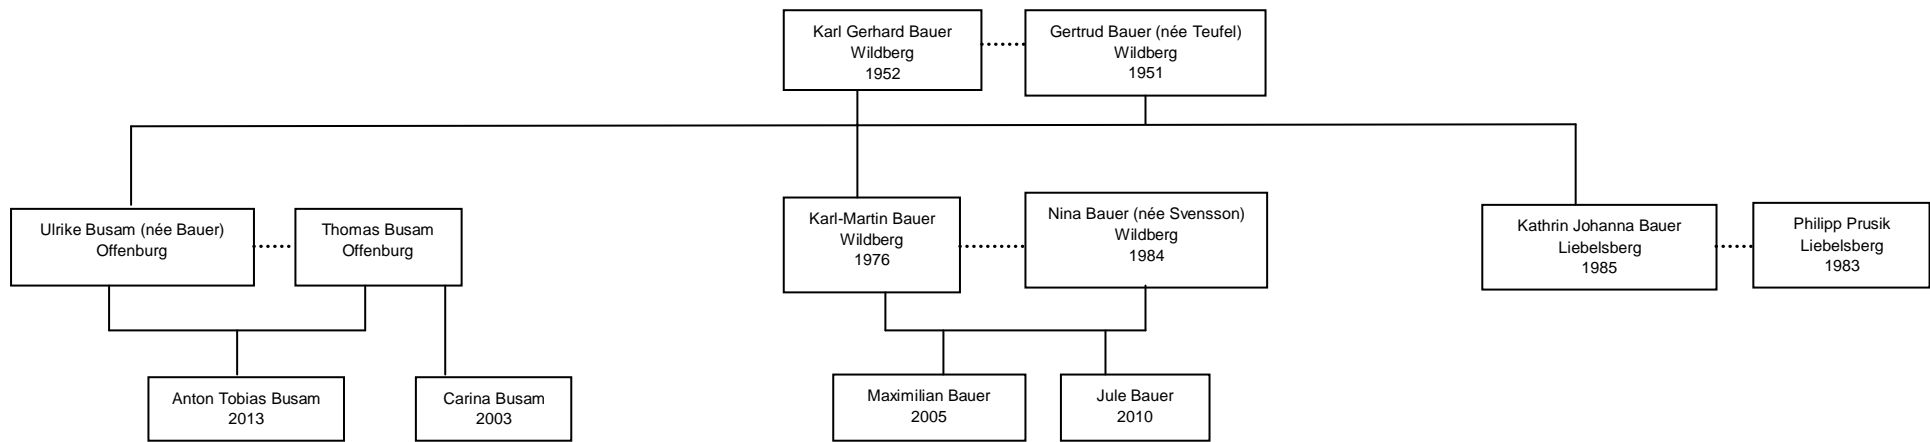 Karl Gerhard Bauer
Wildberg
1952
Gertrud Bauer (née Teufel)
Wildberg
1951
Ulrike Busam (née Bauer)
Offenburg
Thomas Busam
Offenburg
Karl-Martin Bauer
Wildberg
1976
Nina Bauer (née Svensson)
Wildberg
1984
Kathrin Johanna Bauer
Liebelsberg
1985
Philipp Prusik
Liebelsberg
1983
Anton Tobias Busam
2013
Carina Busam
2003
Maximilian Bauer
2005
Jule Bauer
2010